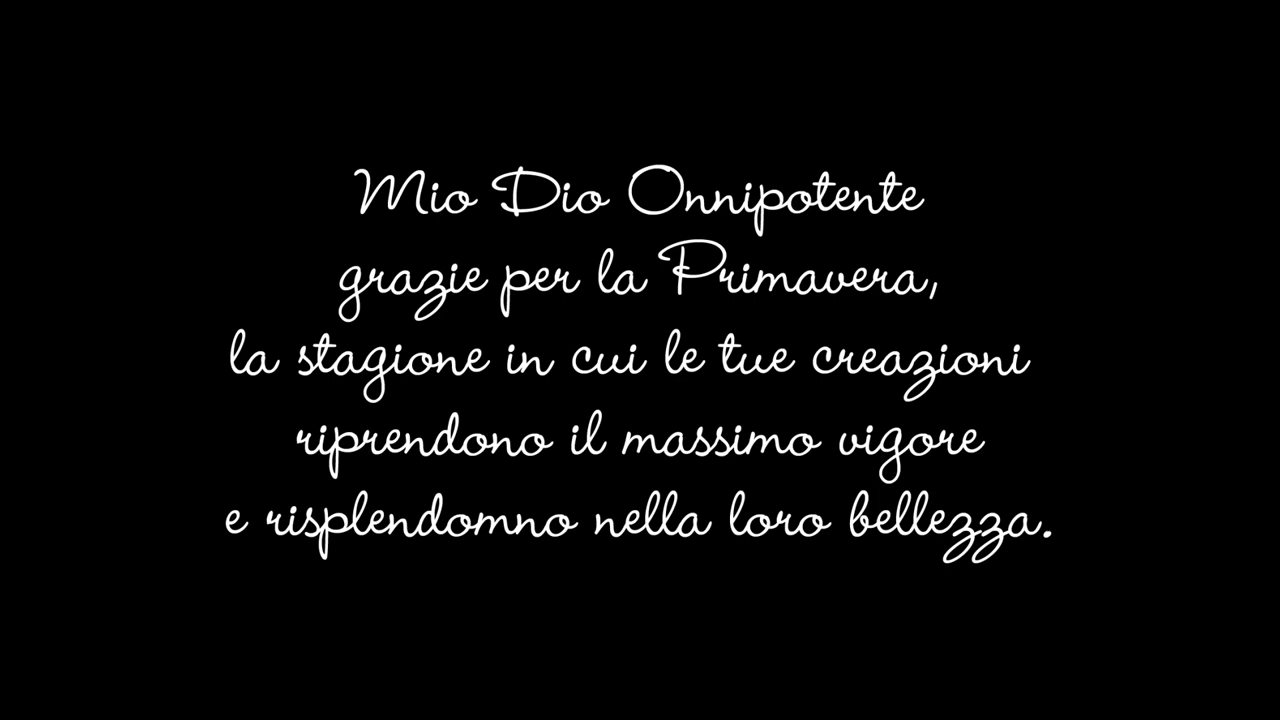 Mio Dio Onnipotente
grazie per la Primavera,
la stagione in cui le tue creazioni
riprendono il massimo vigore
e risplendomno nella loro bellezza.